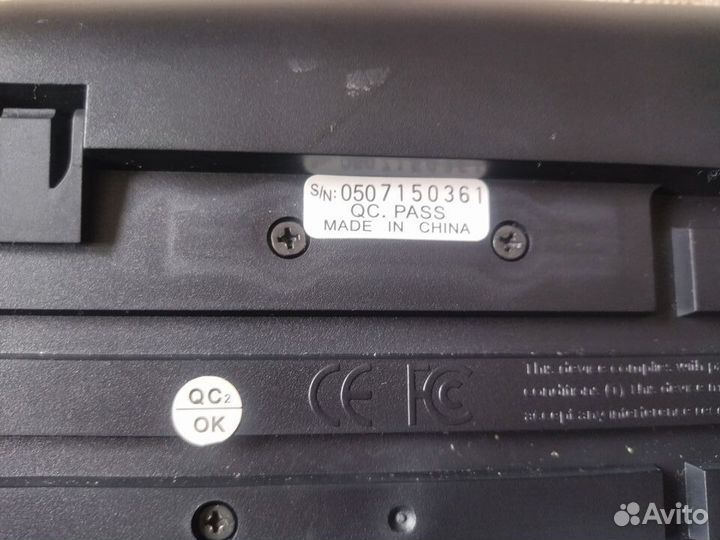 S/N: 0507150361
QC. PASS
MADE IN CHINA
QC2
OK
CE FC
This device complies with
conditions (1) This device
accept any interference
Avito